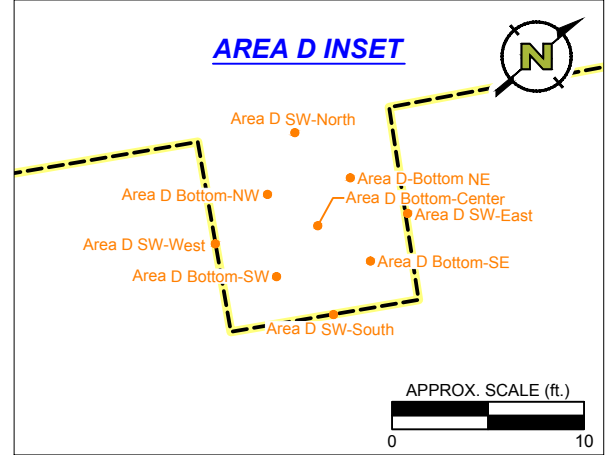 AREA D INSET
N
Area D SW-North
Area D-Bottom NE
Area D Bottom-NW
Area D Bottom-Center
Area D SW-East
Area D SW-West
Area D Bottom-SE
Area D Bottom-SW
Area D SW-South
APPROX. SCALE (ft.)
0 10